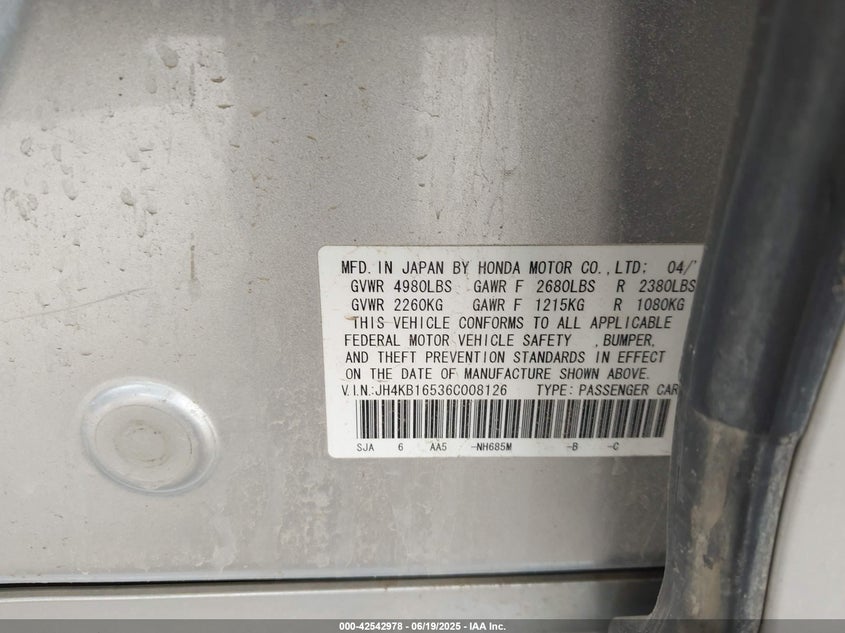 MFD. IN JAPAN BY HONDA MOTOR CO.,LTD: 04/
GVWR 4980LBS GAWR F 2680LBS R 2380LBS
GVWR 2260KG GAWR F 1215KG R 1080KG
THIS VEHICLE CONFORMS TO ALL APPLICABLE
FEDERAL MOTOR VEHICLE SAFETY ,BUMPER,
AND THEFT PREVENTION STANDARDS IN EFFECT
ON THE DATE OF MANUFACTURE SHOWN ABOVE.
V.I.N.:JH4KB16536C008126 TYPE: PASSENGER CAR
SJA 6 AA5 -NH685M -B -C
000-42542978 - 06/19/2025 - IAA Inc.